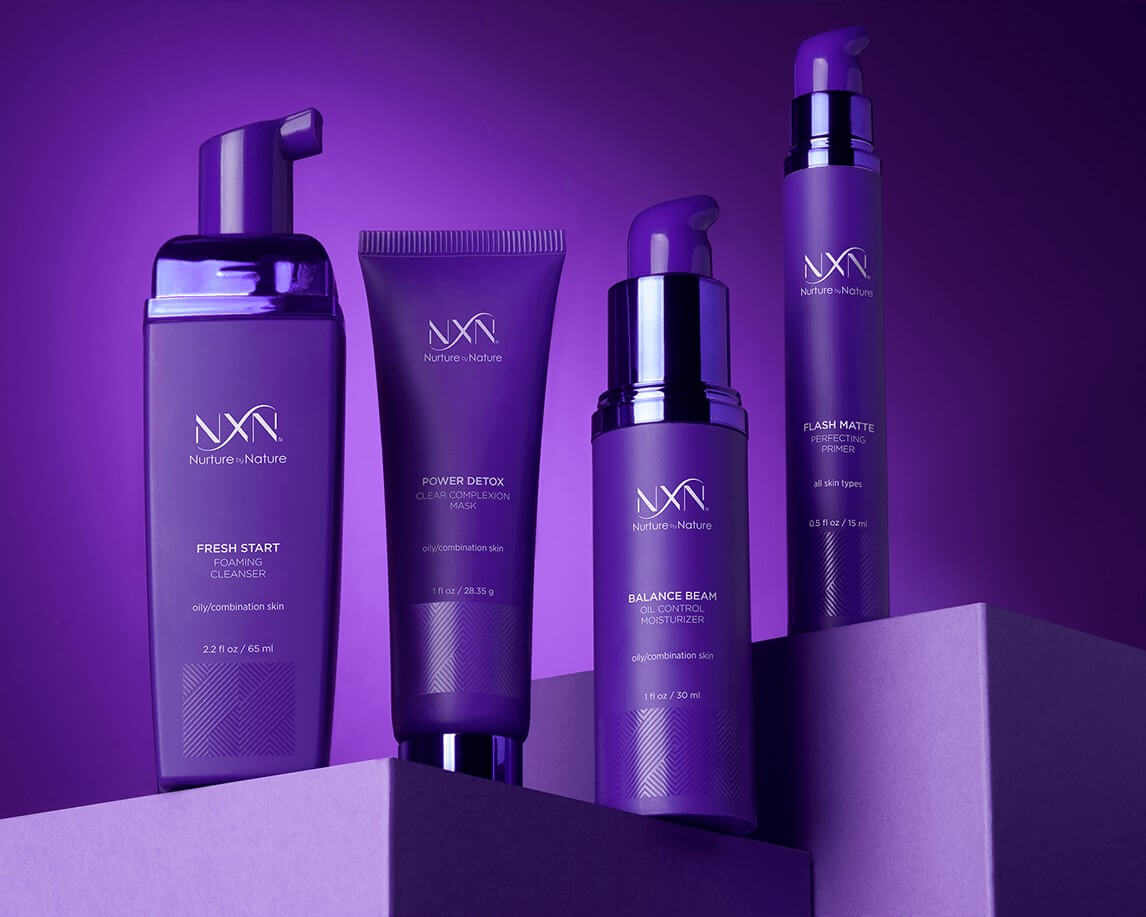 NXN
Nurture by Nature
FRESH START
FOAMING
CLEANSER
oily/combination skin
2.2 fl oz / 65 ml
NXN
Nurture by Nature
POWER DETOX
CLEAR COMPLEXION
MASK
oily/combination skin
1 fl oz / 28.35 g
NXN
Nurture by Nature
BALANCE BEAM
OIL CONTROL
MOISTURIZER
oily/combination skin
1 fl oz / 30 ml
NXN
Nurture by Nature
FLASH MATTE
PERFECTING
PRIMER
all skin types
0.5 fl oz / 15 ml